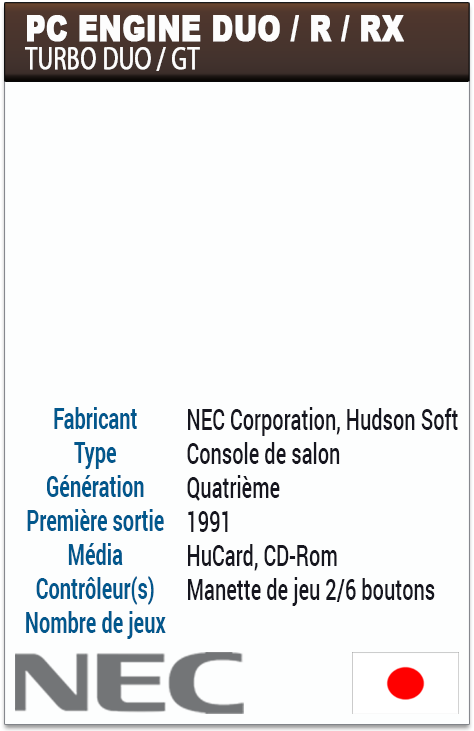 PC ENGINE DUO / R / RX
TURBO DUO / GT
Fabricant NEC Corporation, Hudson Soft
Type Console de salon
Génération Quatrième
Première sortie 1991
Média HuCard, CD-Rom
Contrôleur(s) Manette de jeu 2/6 boutons
Nombre de jeux
NEC